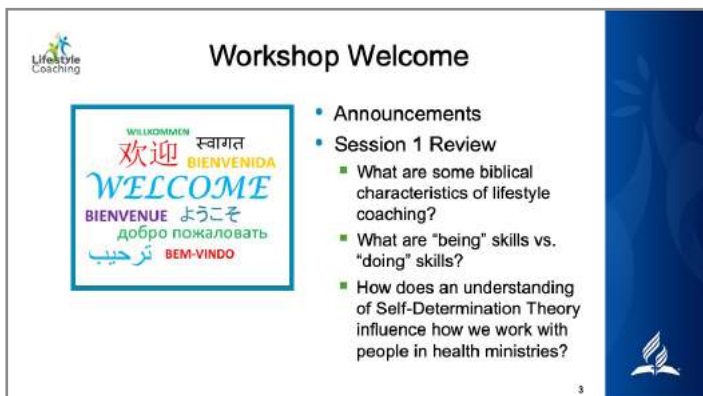 Lifestyle
Coaching
Workshop Welcome
WILLKOMMEN
欢迎 स्वागत
BIENVENIDA
WELCOME
BIENVENUE ようこそ
добро пожаловать
ترحيب BEM-VINDO
• Announcements
• Session 1 Review
▪ What are some biblical
characteristics of lifestyle
coaching?
▪ What are “being” skills vs.
“doing” skills?
▪ How does an understanding
of Self-Determination Theory
influence how we work with
people in health ministries?
3